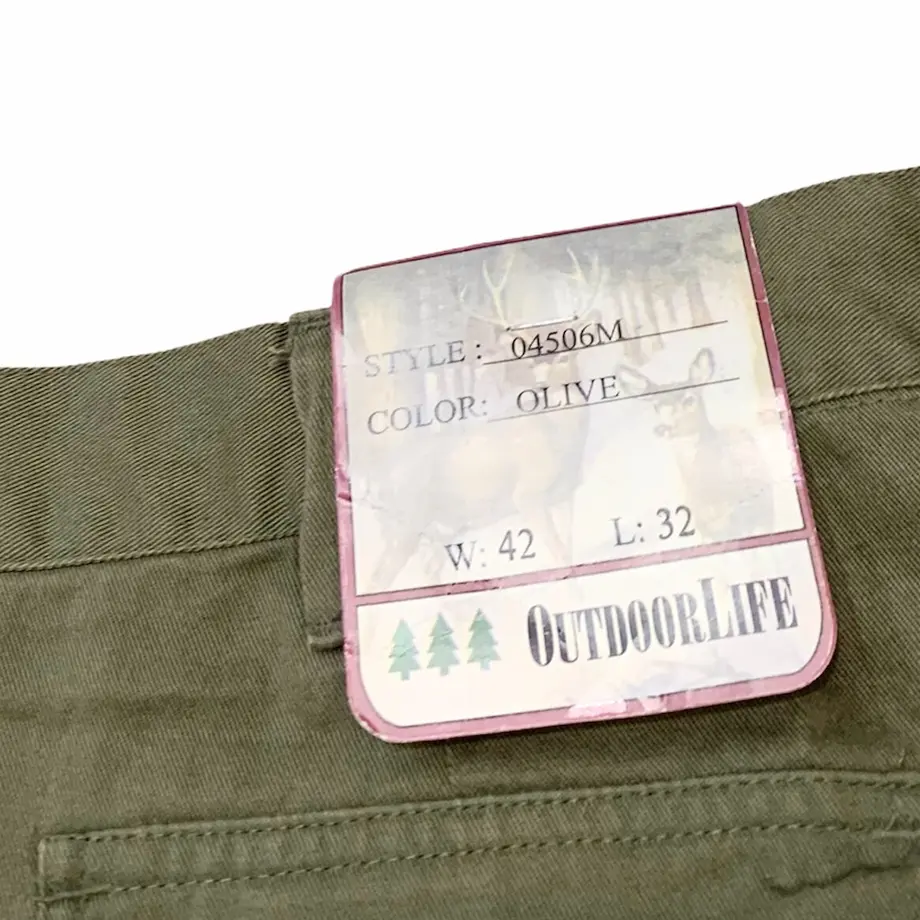 STYLE: 04506M
COLOR: OLIVE
W: 42 L: 32
OUTDOORLIFE